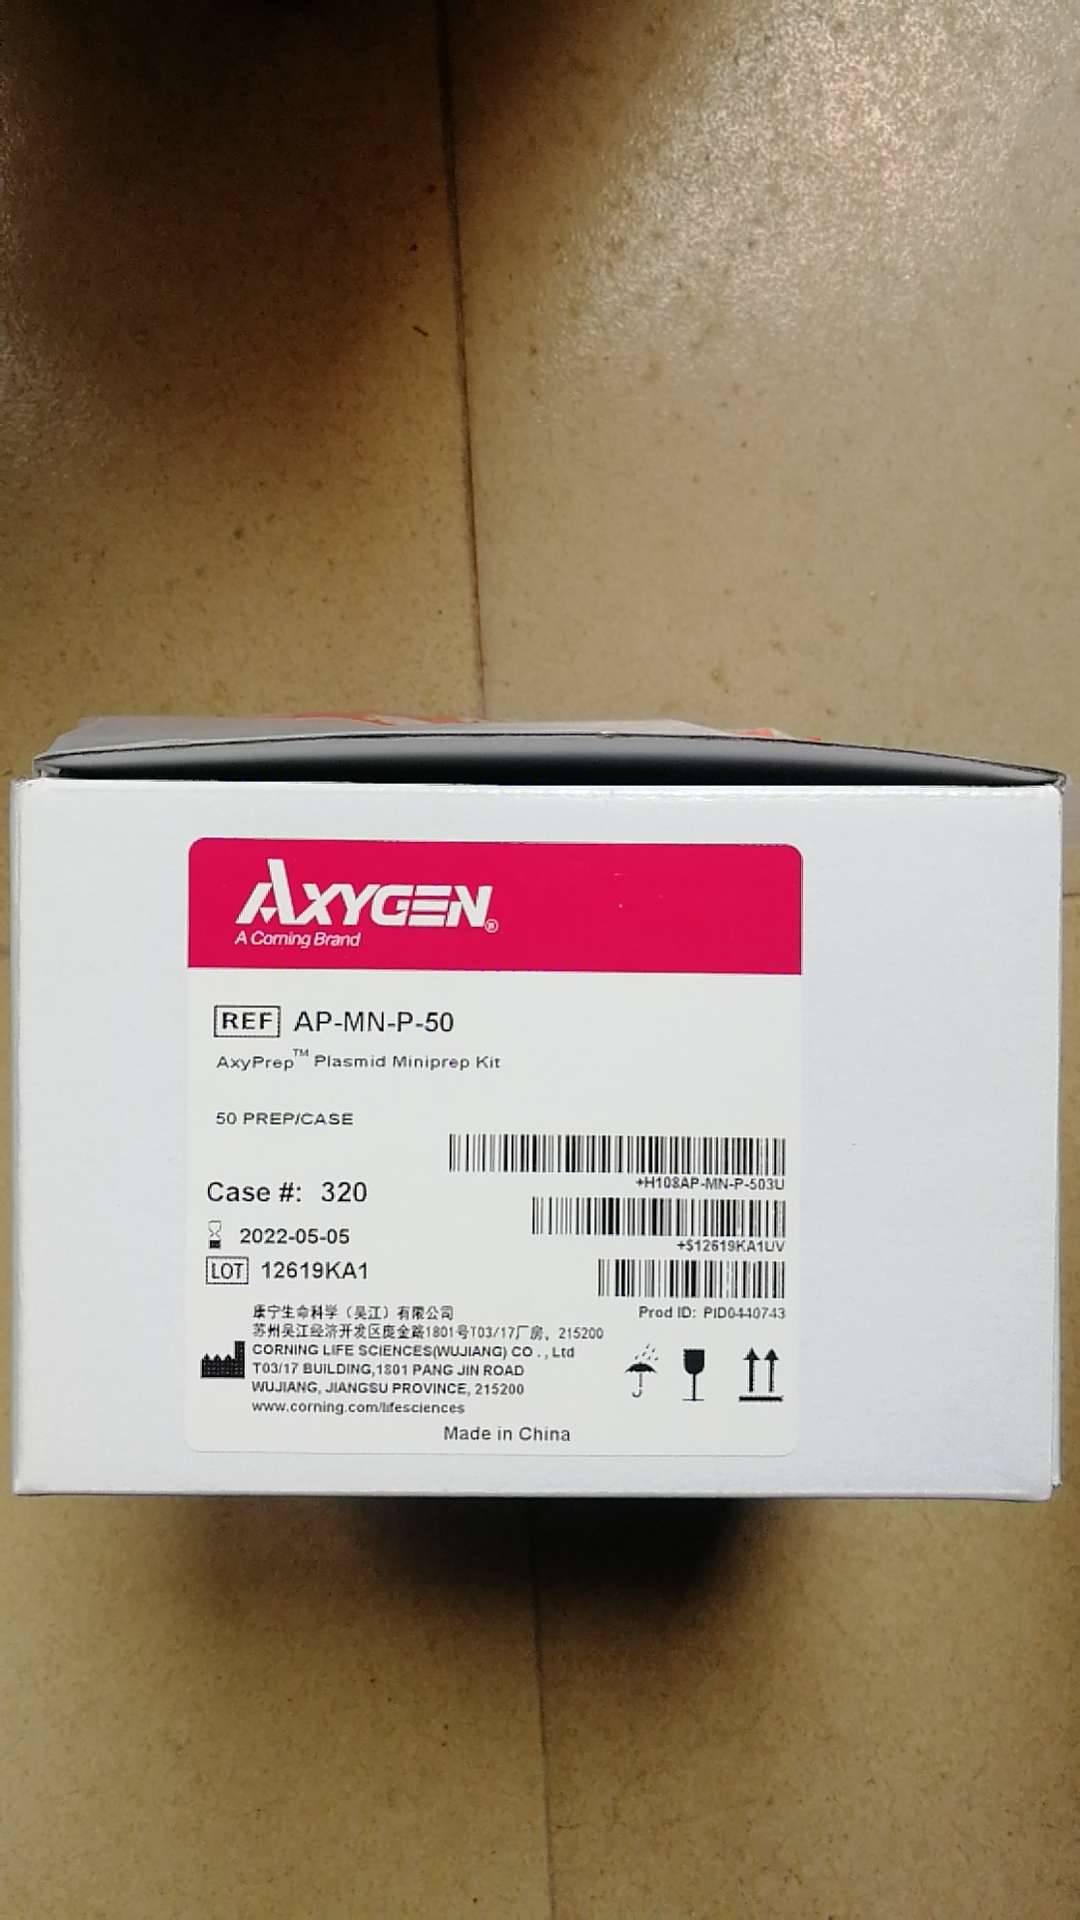 AXYGEN®
A Corning Brand
REF AP-MN-P-50
AxyPrep™ Plasmid Miniprep Kit
50 PREP/CASE
+H108AP-MN-P-503U
Case #: 320
2022-05-05
+$12619KA1UV
LOT 12619KA1
Prod ID: PID0440743
康宁生命科学（吴江）有限公司
苏州吴江经济开发区庞金路1801号T03/17厂房，215200
CORNING LIFE SCIENCES(WUJIANG) CO., Ltd
T03/17 BUILDING,1801 PANG JIN ROAD
WUJIANG, JIANGSU PROVINCE, 215200
www.corning.com/lifesciences
Made in China